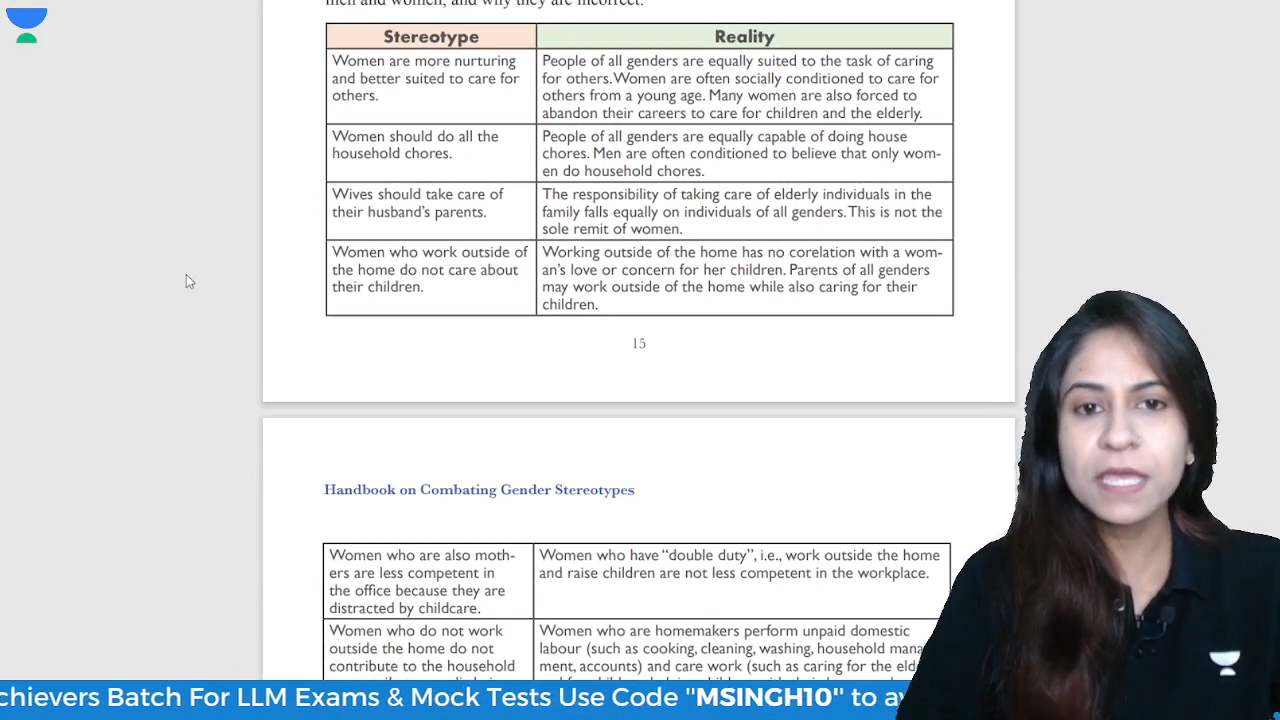 men and women, and why they are incorrect.
Stereotype
Reality
Women are more nurturing
and better suited to care for
others.
People of all genders are equally suited to the task of caring
for others. Women are often socially conditioned to care for
others from a young age. Many women are also forced to
abandon their careers to care for children and the elderly.
Women should do all the
household chores.
People of all genders are equally capable of doing house
chores. Men are often conditioned to believe that only wom-
en do household chores.
Wives should take care of
their husband's parents.
The responsibility of taking care of elderly individuals in the
family falls equally on individuals of all genders. This is not the
sole remit of women.
Women who work outside of
the home do not care about
their children.
Working outside of the home has no corelation with a wom-
an's love or concern for her children. Parents of all genders
may work outside of the home while also caring for their
children.
15
Handbook on Combating Gender Stereotypes
Women who are also moth-
ers are less competent in
the office because they are
distracted by childcare.
Women who have "double duty", i.e., work outside the home
and raise children are not less competent in the workplace.
Women who do not work
outside the home do not
contribute to the household
Women who are homemakers perform unpaid domestic
labour (such as cooking, cleaning, washing, household mana
ment, accounts) and care work (such as caring for the eld
chievers Batch For LLM Exams & Mock Tests Use Code "MSINGH10" to av